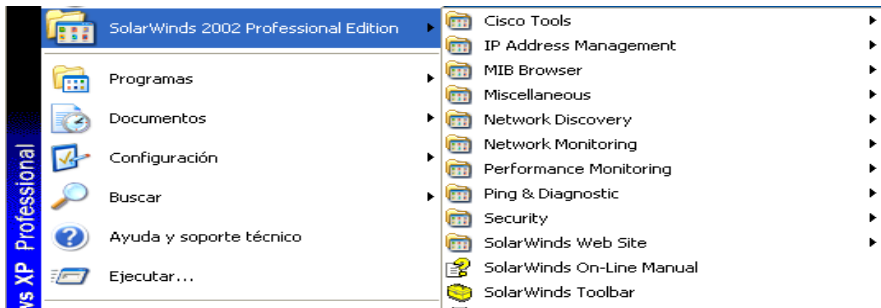 SolarWinds 2002 Professional Edition
Programas
Documentos
Configuración
Buscar
Ayuda y soporte técnico
Ejecutar...
ws XP Professional
Cisco Tools
IP Address Management
MIB Browser
Miscellaneous
Network Discovery
Network Monitoring
Performance Monitoring
Ping & Diagnostic
Security
SolarWinds Web Site
SolarWinds On-Line Manual
SolarWinds Toolbar